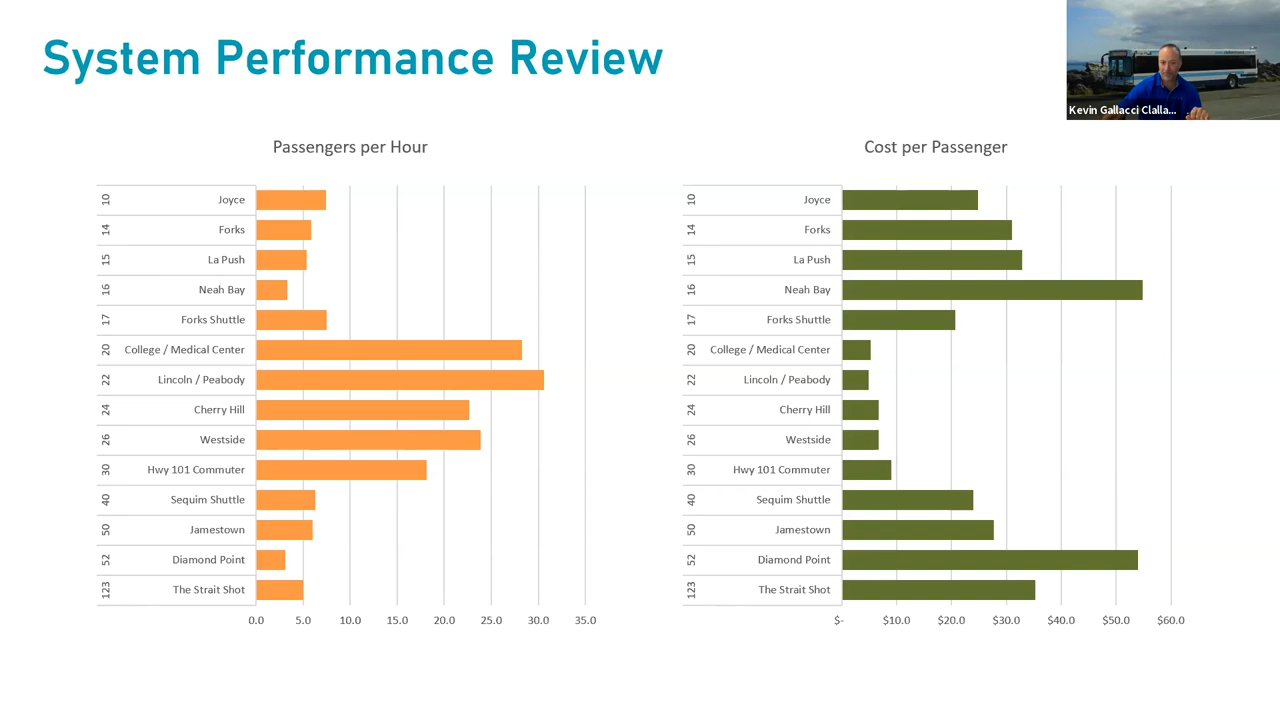 System Performance Review
Kevin Gallacci Clalla...
Passengers per Hour
10 Joyce
14 Forks
15 La Push
16 Neah Bay
17 Forks Shuttle
20 College / Medical Center
22 Lincoln / Peabody
24 Cherry Hill
26 Westside
30 Hwy 101 Commuter
40 Sequim Shuttle
50 Jamestown
52 Diamond Point
123 The Strait Shot
0.0 5.0 10.0 15.0 20.0 25.0 30.0 35.0
Cost per Passenger
10 Joyce
14 Forks
15 La Push
16 Neah Bay
17 Forks Shuttle
20 College / Medical Center
22 Lincoln / Peabody
24 Cherry Hill
26 Westside
30 Hwy 101 Commuter
40 Sequim Shuttle
50 Jamestown
52 Diamond Point
123 The Strait Shot
$- $10.0 $20.0 $30.0 $40.0 $50.0 $60.0